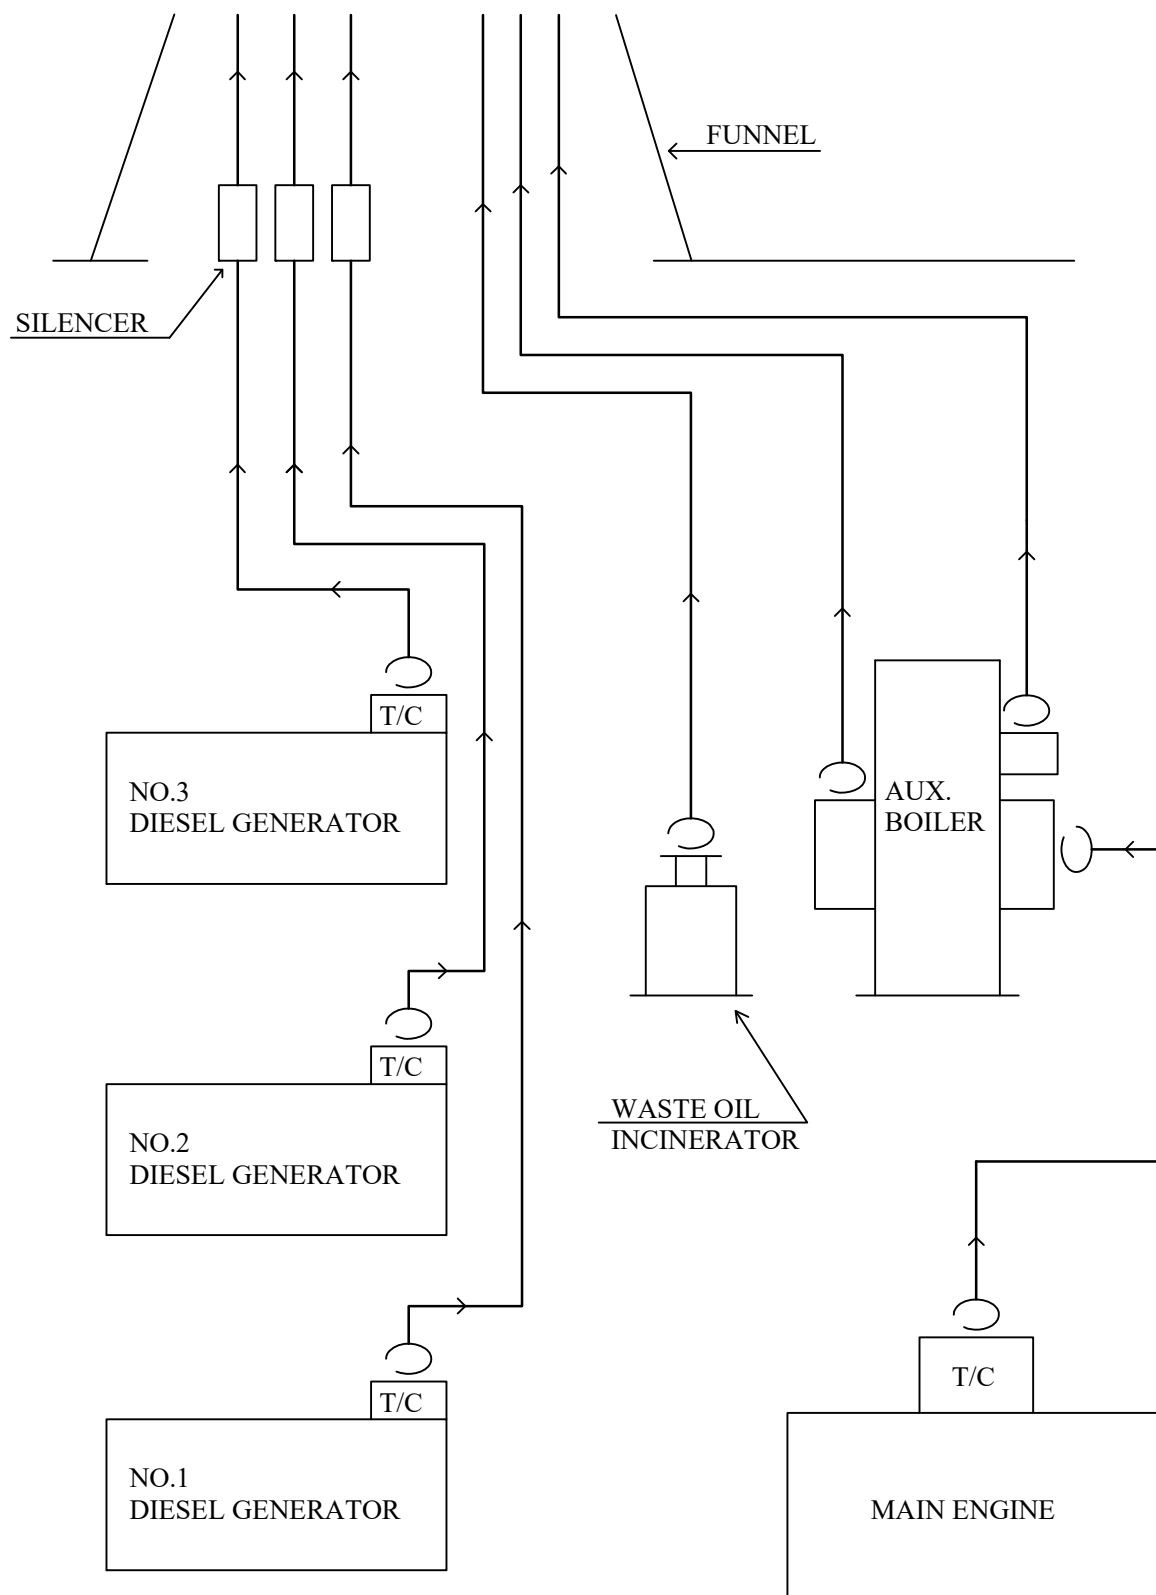 FUNNEL
SILENCER
T/C
NO.3
DIESEL GENERATOR
AUX.
BOILER
T/C
NO.2
DIESEL GENERATOR
WASTE OIL
INCINERATOR
T/C
NO.1
DIESEL GENERATOR
T/C
MAIN ENGINE